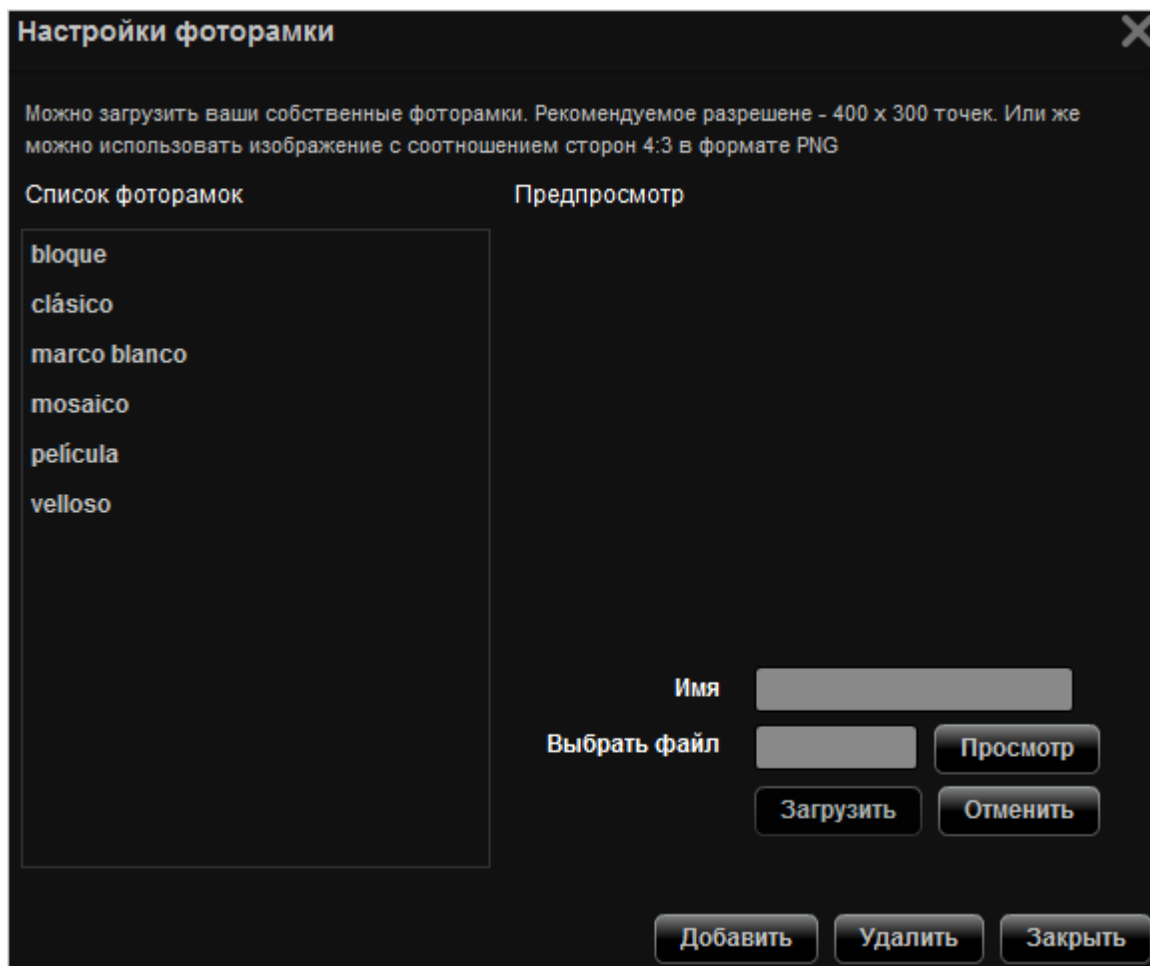 Настройки фоторамки
Можно загрузить ваши собственные фоторамки. Рекомендуемое разрешене - 400 x 300 точек. Или же
можно использовать изображение с соотношением сторон 4:3 в формате PNG
Список фоторамок
Предпросмотр
bloque
clásico
marco blanco
mosaico
película
velloso
Имя
Выбрать файл
Просмотр
Загрузить
Отменить
Добавить
Удалить
Закрыть